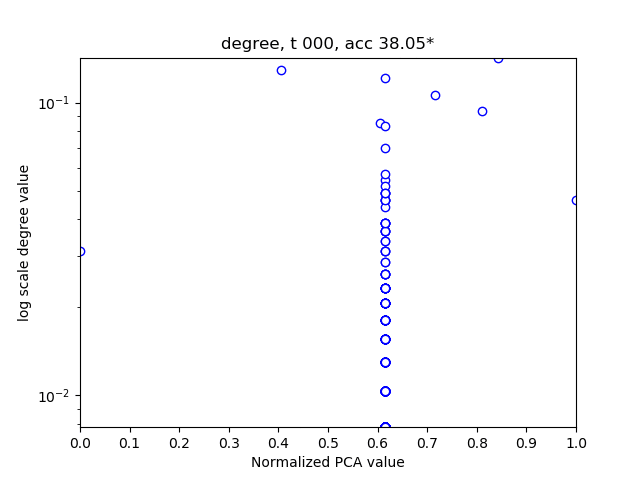 degree, t 000, acc 38.05*
log scale degree value
10⁻¹
10⁻²
0.0 0.1 0.2 0.3 0.4 0.5 0.6 0.7 0.8 0.9 1.0
Normalized PCA value